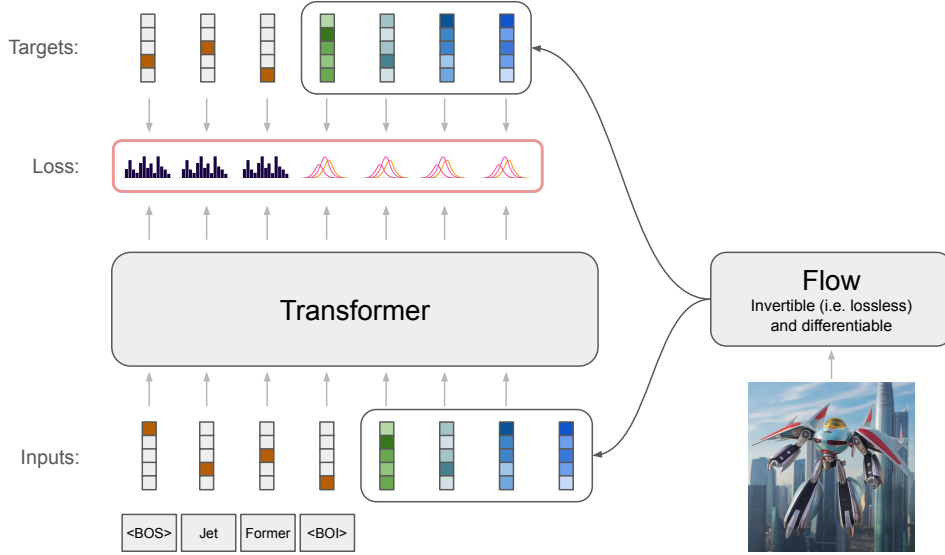 Targets:
Loss:
Transformer
Flow
Invertible (i.e. lossless)
and differentiable
Inputs:
<BOS> Jet Former <BOI>